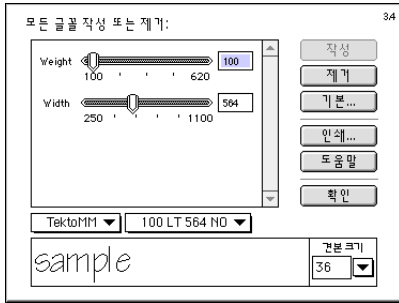 모든 글꼴 작성 또는 제거:
3.4
Weight 100
100 620
Width 564
250 1100
작성
제거
기본...
인쇄...
도움말
확인
TektoMM 100 LT 564 NO
sample
견본 크기
36